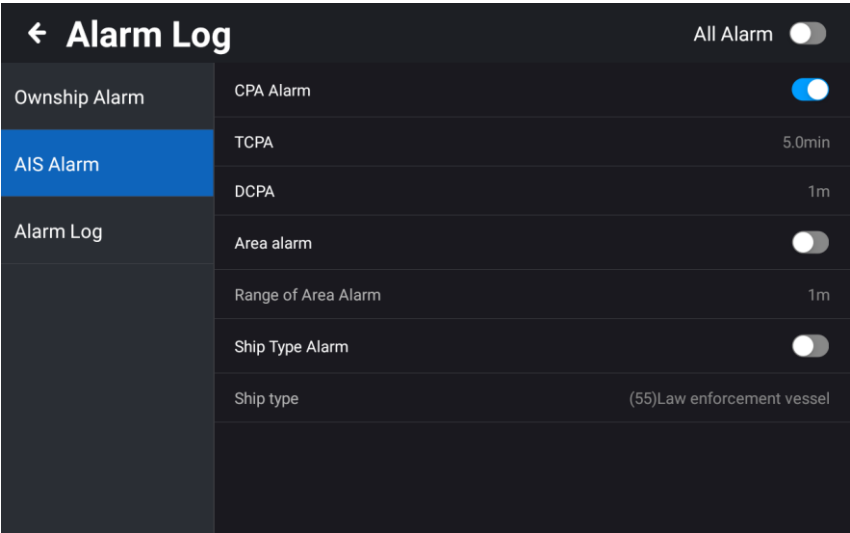 Alarm Log
All Alarm
Ownship Alarm
AIS Alarm
Alarm Log
CPA Alarm
TCPA 5.0min
DCPA 1m
Area alarm
Range of Area Alarm 1m
Ship Type Alarm
Ship type (55)Law enforcement vessel